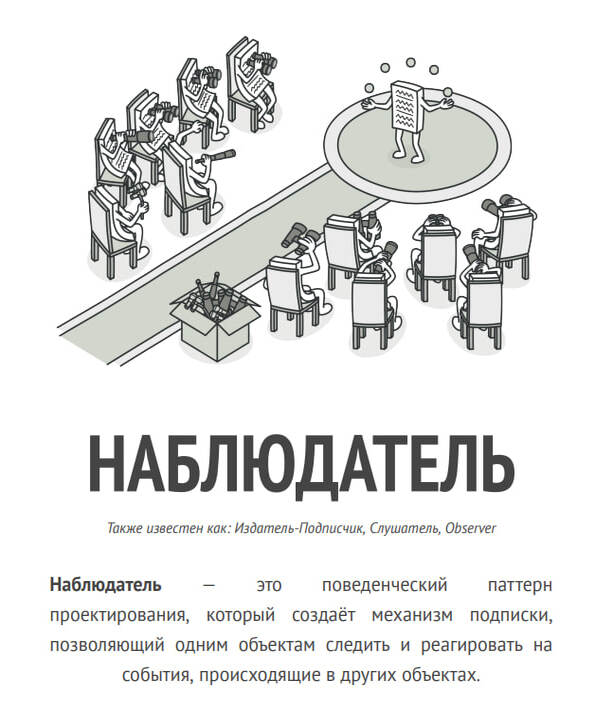 НАБЛЮДАТЕЛЬ
Также известен как: Издатель-Подписчик, Слушатель, Observer
Наблюдатель — это поведенческий паттерн
проектирования, который создаёт механизм подписки,
позволяющий одним объектам следить и реагировать на
события, происходящие в других объектах.